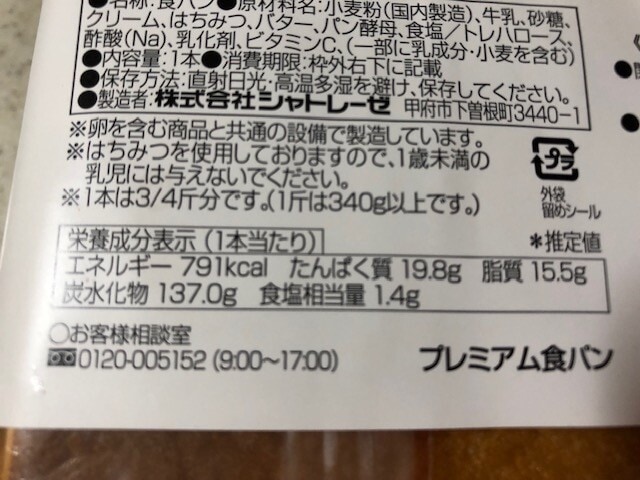 ●名称:食パン●原材料名:小麦粉(国内製造)、牛乳、砂糖、
クリーム、はちみつ、バター、パン酵母、食塩/トレハロース、
酢酸(Na)、乳化剤、ビタミンC、(一部に乳成分・小麦を含む)
●内容量:1本●消費期限:枠外右下に記載
●保存方法:直射日光・高温多湿を避け、保存してください。
●製造者:株式会社シャトレーゼ 甲府市下曽根町3440-1
※卵を含む商品と共通の設備で製造しています。
※はちみつを使用しておりますので、1歳未満の
乳児には与えないでください。
※1本は3/4斤分です。(1斤は340g以上です。)
プラ
外袋
留めシール
栄養成分表示(1本当たり) *推定値
エネルギー 791kcal たんぱく質 19.8g 脂質 15.5g
炭水化物 137.0g 食塩相当量 1.4g
○お客様相談室
0120-005152 (9:00〜17:00)
プレミアム食パン